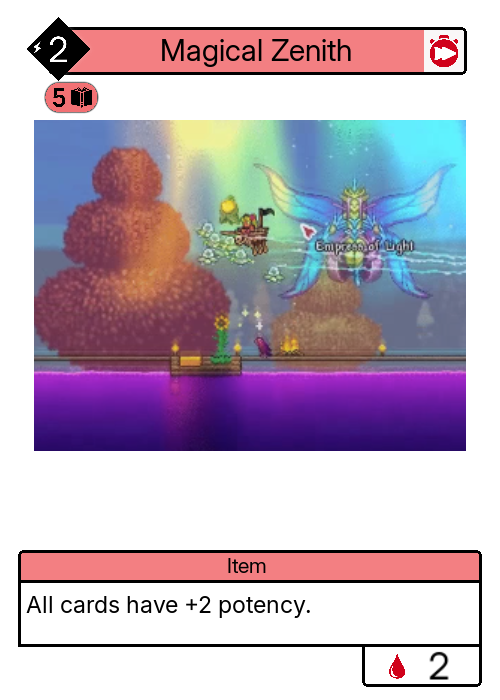 2
Magical Zenith
5
Empress of Light
Item
All cards have +2 potency.
2